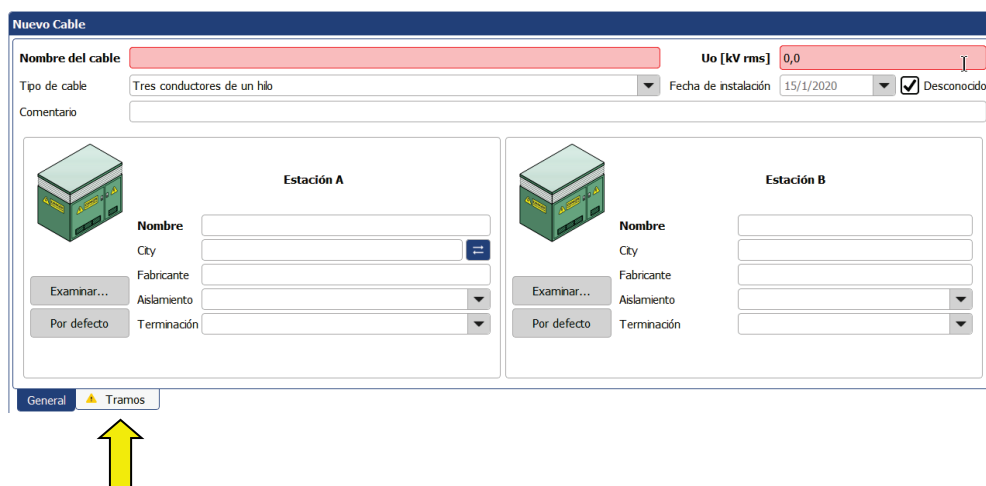 Nuevo Cable
Nombre del cable Uo [kV rms] 0,0
Tipo de cable Tres conductores de un hilo Fecha de instalación 15/1/2020 Desconocido
Comentario
Estación A
Nombre
City
Fabricante
Aislamiento
Terminación
Examinar...
Por defecto
Estación B
Nombre
City
Fabricante
Aislamiento
Terminación
Examinar...
Por defecto
General Tramos